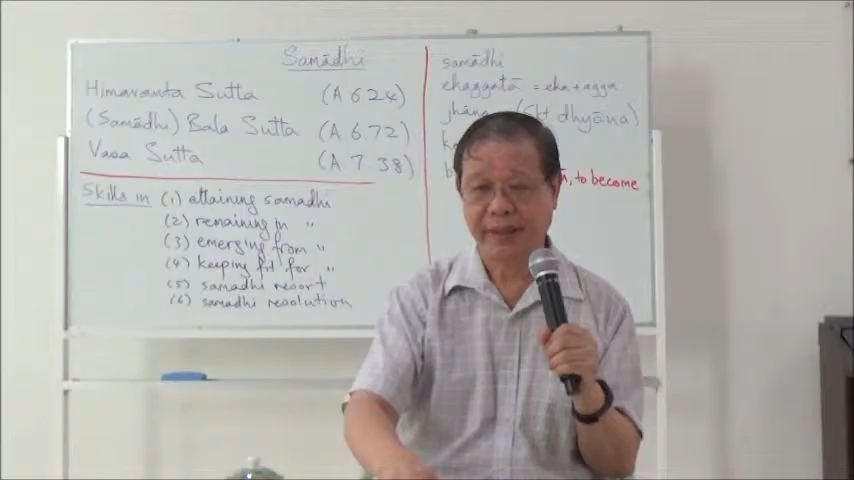 Samādhi
Himavanta Sutta (A 6 24)
(Samādhi) Bala Sutta (A 6.72)
Vasa Sutta (A 7 38)
Skills in (1) attaining samadhi
(2) remaining in "
(3) emerging from "
(4) keeping fit for "
(5) samadhi resort
(6) samadhi resolution
samādhi
ekaggatā = eka + agga
jhāna (Skt dhyāna)
, to become